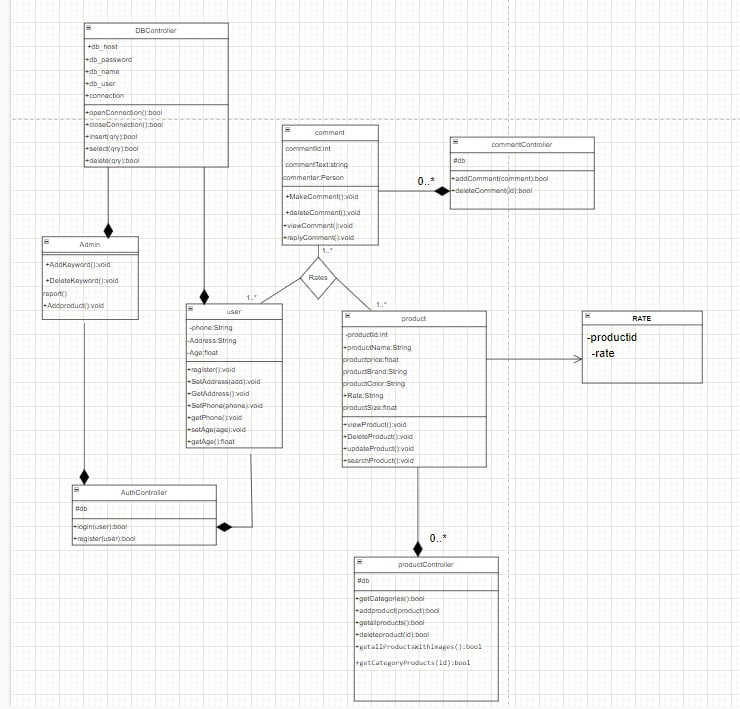 DBController
+db_host
+db_password
+db_name
+db_user
+connection
+openConnection():bool
+closeConnection():bool
+insert(qry):bool
+select(qry):bool
+delete(qry):bool
comment
commentId:int
commentText:string
commenter:Person
+MakeComment():void
+deleteComment():void
+viewComment():void
+replyComment():void
commentController
#db
+addComment(comment):bool
+deleteComment(id):bool
0..*
Admin
+AddKeyword():void
+DeleteKeyword():void
report()
+Addproduct():void
1..*
Rates
1..*
1..*
user
-phone:String
-Address:String
-Age:float
+register():void
+SetAddress(add):void
+GetAddress():void
+SetPhone(phone):void
+getPhone():void
+setAge(age):void
+getAge():float
product
-productId:int
+productName:String
productprice:float
productBrand:String
productColor:String
+Rate:String
productSize:float
+viewProduct():void
+DeleteProduct():void
+updateProduct():void
+searchProduct():void
RATE
-productid
-rate
AuthController
#db
+login(user):bool
+register(user):bool
0..*
productController
#db
+getCategories():bool
+addproduct(product):bool
+getallproducts():bool
+deleteproduct(id):bool
+getallProductsWithImages():bool
+getCategoryProducts(id):bool